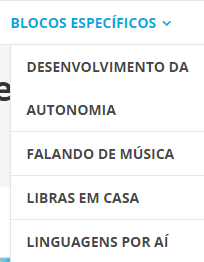 BLOCOS ESPECÍFICOS
DESENVOLVIMENTO DA
AUTONOMIA
FALANDO DE MÚSICA
LIBRAS EM CASA
LINGUAGENS POR AÍ